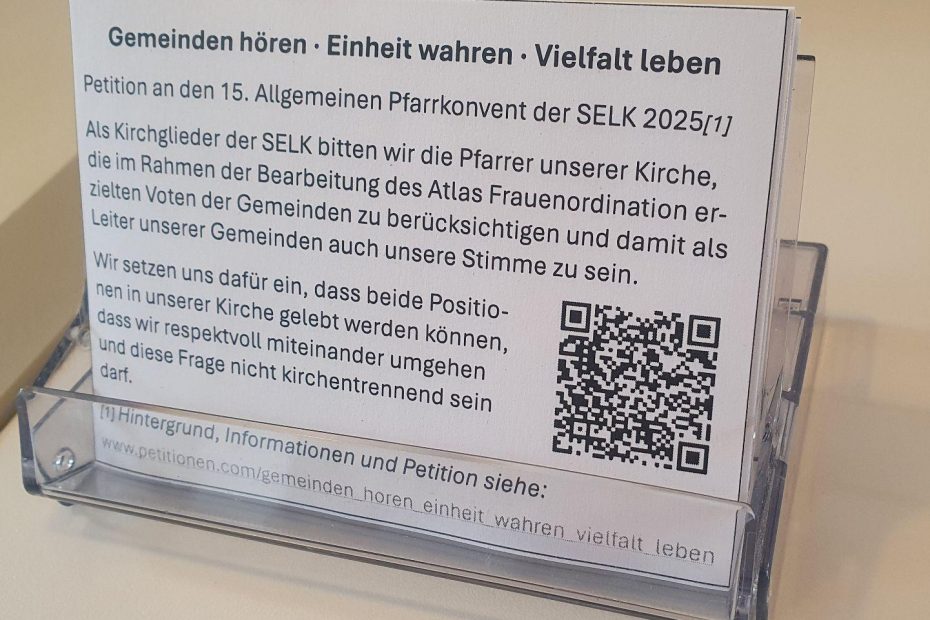 Gemeinden hören · Einheit wahren · Vielfalt leben
Petition an den 15. Allgemeinen Pfarrkonvent der SELK 2025[1]
Als Kirchglieder der SELK bitten wir die Pfarrer unserer Kirche,
die im Rahmen der Bearbeitung des Atlas Frauenordination er-
zielten Voten der Gemeinden zu berücksichtigen und damit als
Leiter unserer Gemeinden auch unsere Stimme zu sein.
Wir setzen uns dafür ein, dass beide Positio-
nen in unserer Kirche gelebt werden können,
dass wir respektvoll miteinander umgehen
und diese Frage nicht kirchentrennend sein
darf.
[1] Hintergrund, Informationen und Petition siehe:
www.petitionen.com/gemeinden_horen_einheit_wahren_vielfalt_leben